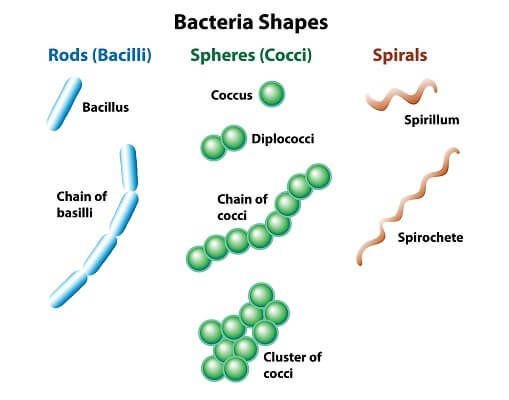 Bacteria Shapes
Rods (Bacilli)
Bacillus
Chain of
basilli
Spheres (Cocci)
Coccus
Diplococci
Chain of
cocci
Cluster of
cocci
Spirals
Spirillum
Spirochete